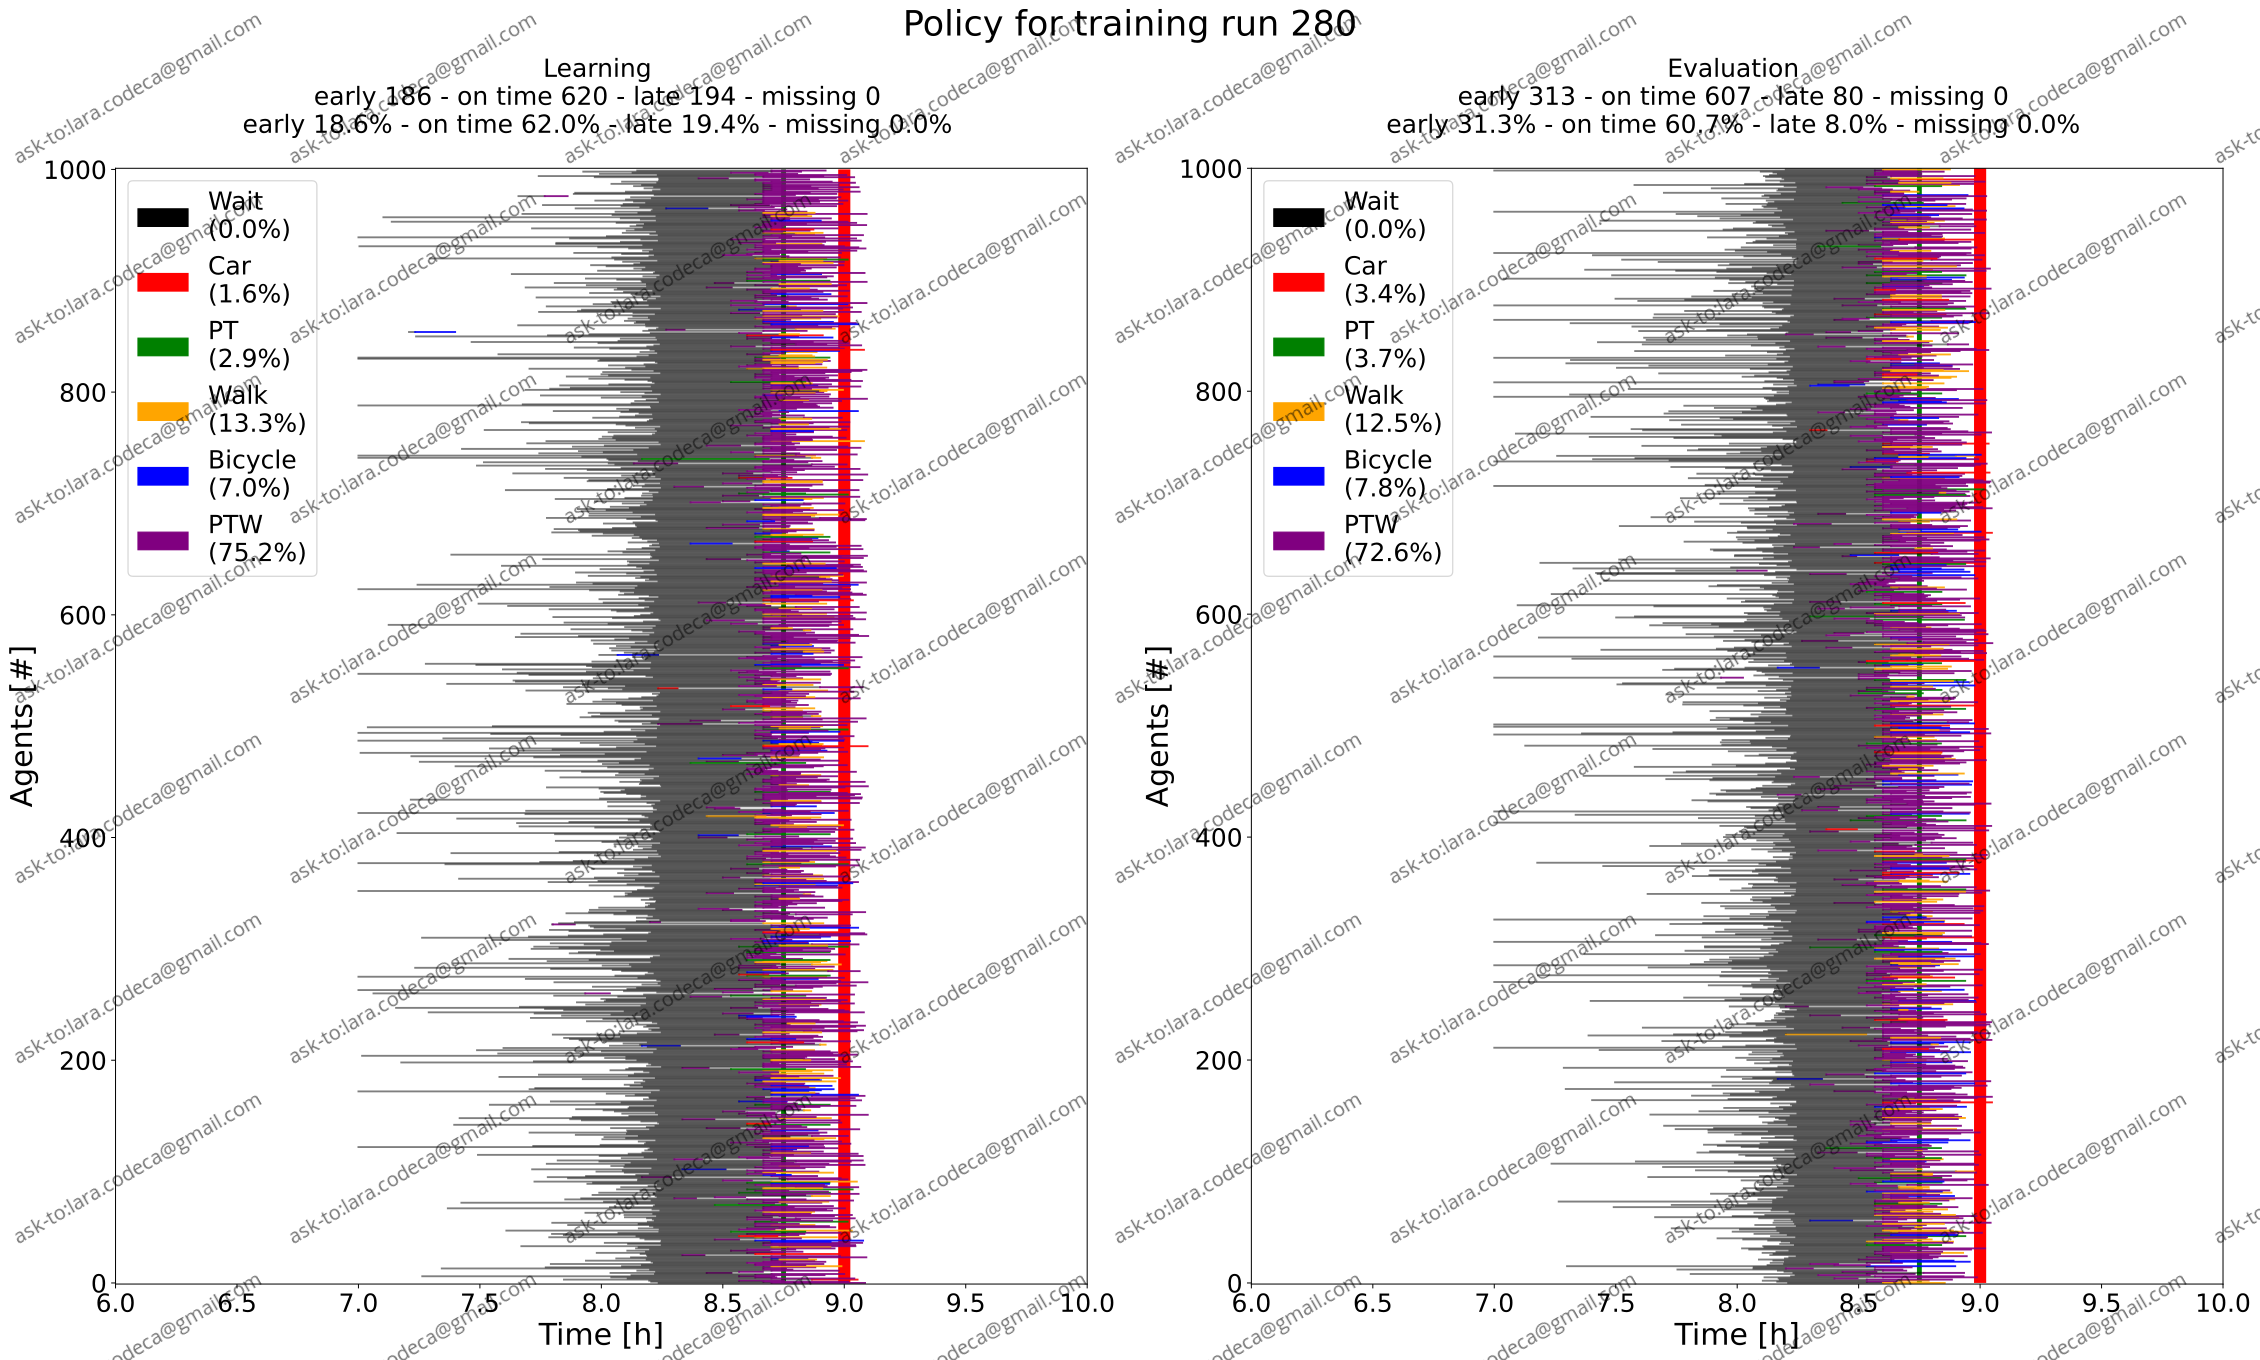 Policy for training run 280
Learning
early 186 - on time 620 - late 194 - missing 0
early 18.6% - on time 62.0% - late 19.4% - missing 0.0%
1000
800
600
400
200
0
Agents [#]
Wait
(0.0%)
Car
(1.6%)
PT
(2.9%)
Walk
(13.3%)
Bicycle
(7.0%)
PTW
(75.2%)
6.0 6.5 7.0 7.5 8.0 8.5 9.0 9.5 10.0
Time [h]
Evaluation
early 313 - on time 607 - late 80 - missing 0
early 31.3% - on time 60.7% - late 8.0% - missing 0.0%
1000
800
600
400
200
0
Agents [#]
Wait
(0.0%)
Car
(3.4%)
PT
(3.7%)
Walk
(12.5%)
Bicycle
(7.8%)
PTW
(72.6%)
6.0 6.5 7.0 7.5 8.0 8.5 9.0 9.5 10.0
Time [h]
ask-to:lara.codeca@gmail.com